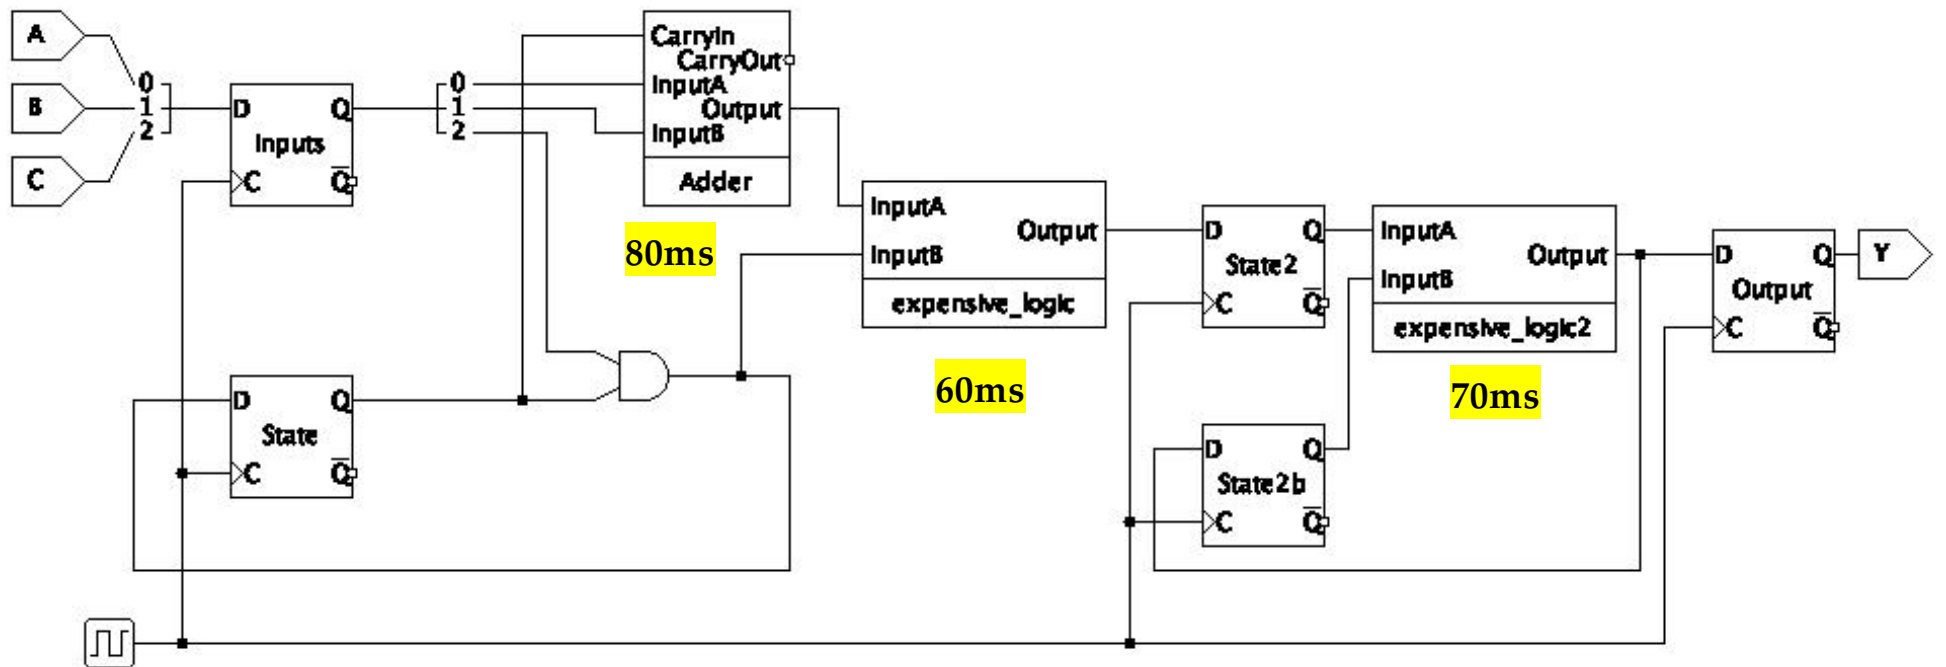 A
B
C
0
1
2
D Q
Inputs
C Q
0
1
2
CarryIn
CarryOut
InputA
Output
InputB
Adder
80ms
InputA
Output
InputB
expensive_logic
60ms
D Q
State
C Q
D Q
State2
C Q
InputA
Output
InputB
expensive_logic2
70ms
D Q
State2b
C Q
D Q
Output
C Q
Y